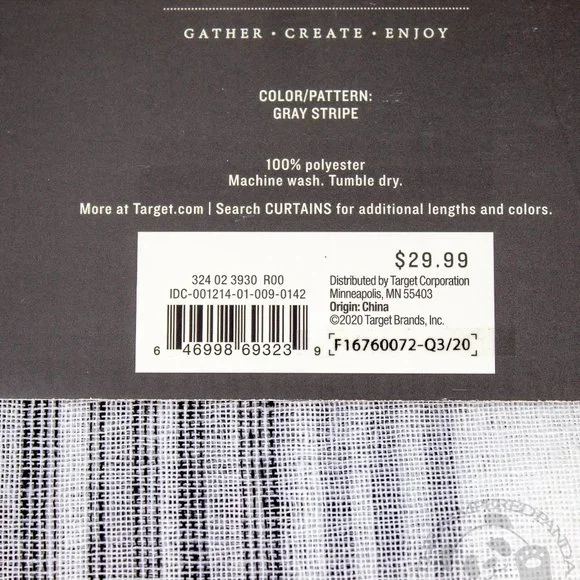 GATHER · CREATE · ENJOY
COLOR/PATTERN:
GRAY STRIPE
100% polyester
Machine wash. Tumble dry.
More at Target.com | Search CURTAINS for additional lengths and colors.
$29.99
324 02 3930 R00
IDC-001214-01-009-0142
6 46998 69323 9
Distributed by Target Corporation
Minneapolis, MN 55403
Origin: China
©2020 Target Brands, Inc.
F16760072-Q3/20